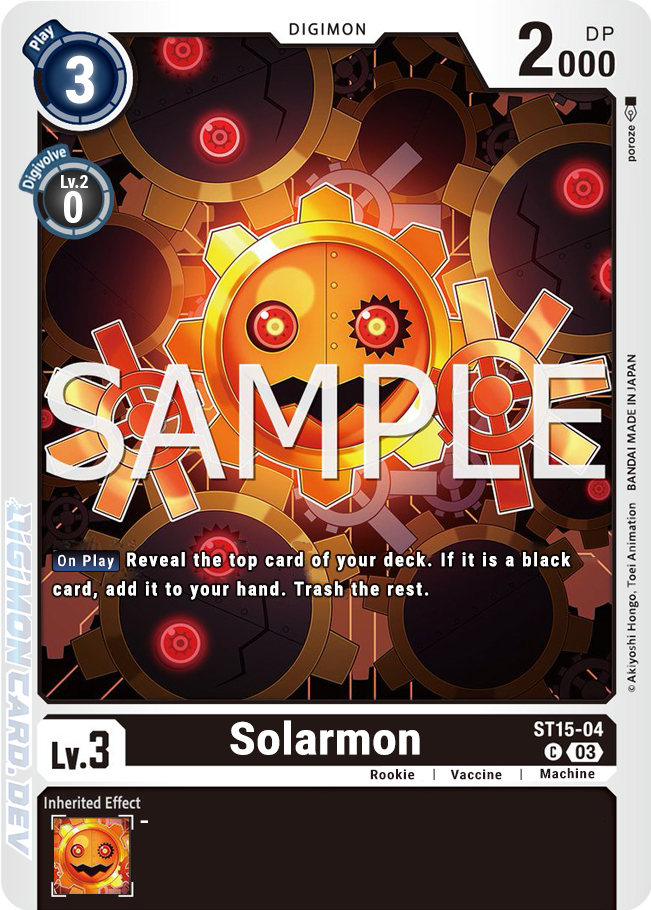 DIGIMON
Play
3
DP
2000
Digivolve
Lv.2
0
poroze
SAMPLE
On Play Reveal the top card of your deck. If it is a black
card, add it to your hand. Trash the rest.
© Akiyoshi Hongo, Toei Animation BANDAI MADE IN JAPAN
DIGIMONCARD.DEV
Lv.3
Solarmon
ST15-04
C 03
Rookie | Vaccine | Machine
Inherited Effect
-